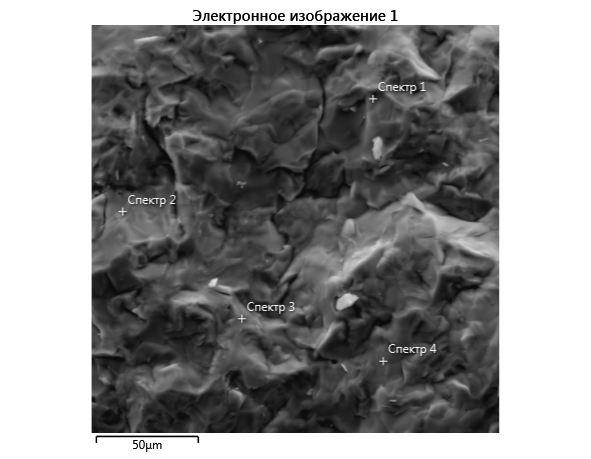 Электронное изображение 1
Спектр 1
Спектр 2
Спектр 3
Спектр 4
50µm